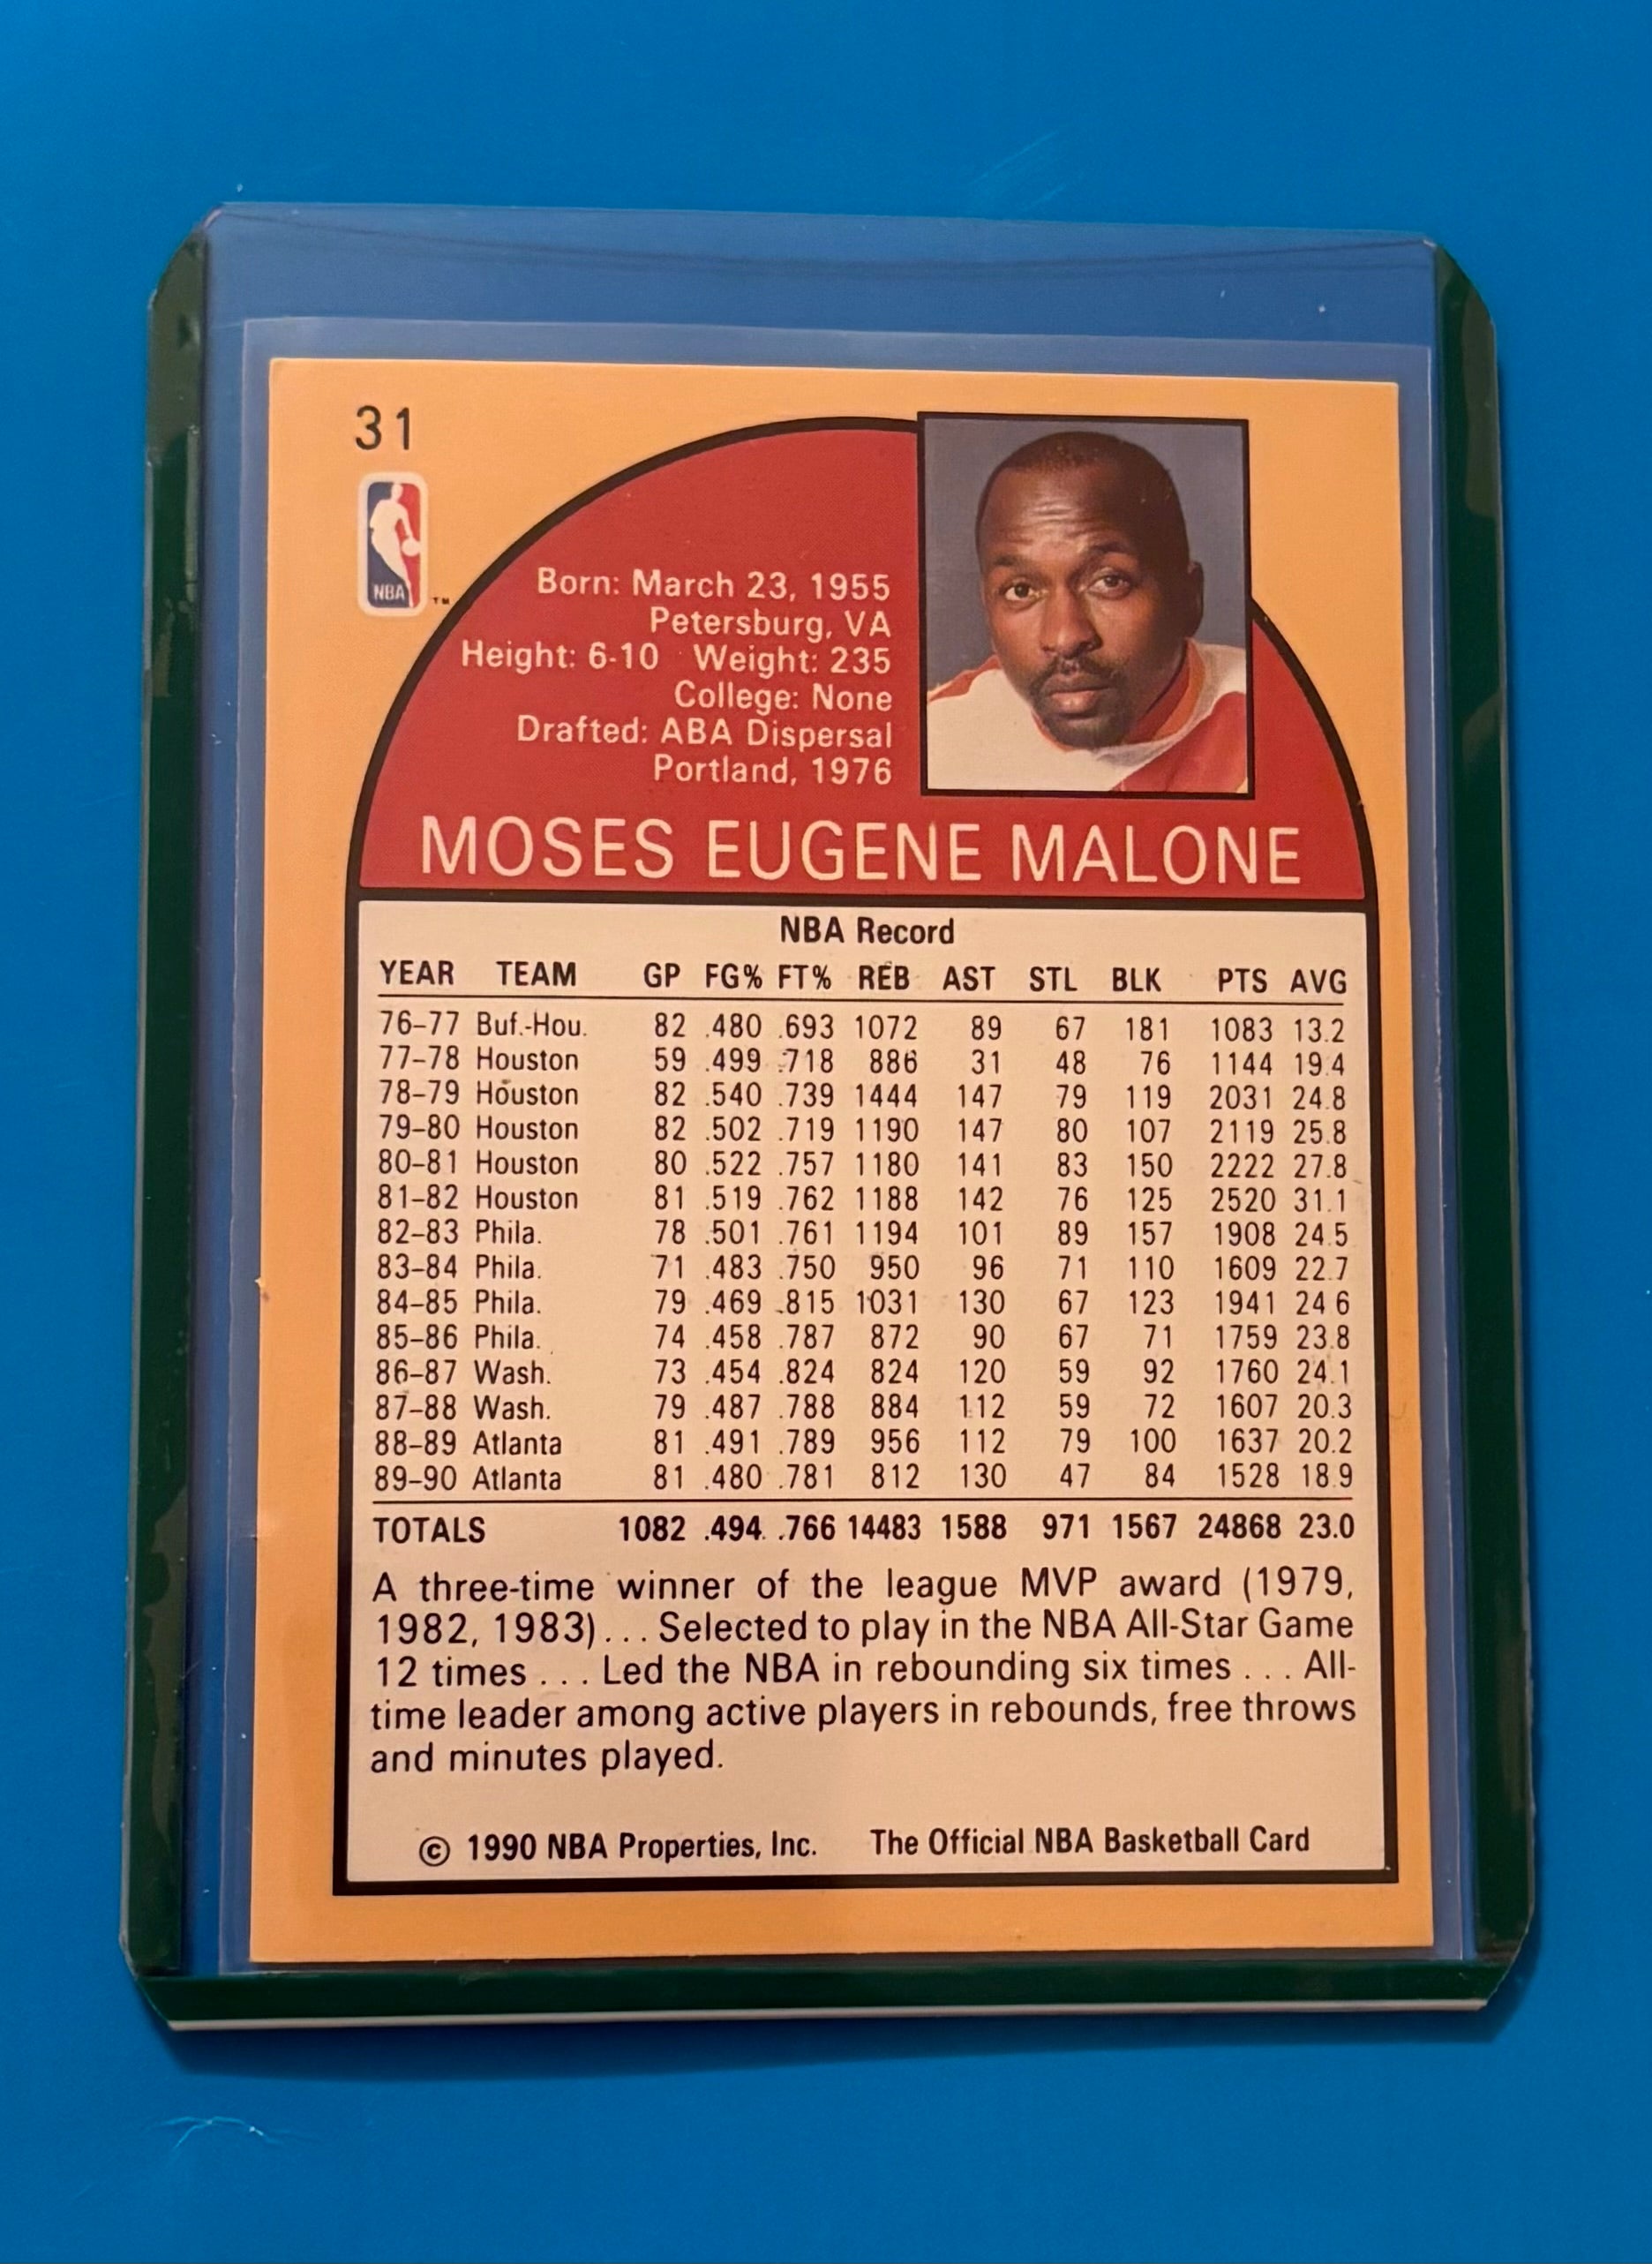 31
NBA
™
Born: March 23, 1955
Petersburg, VA
Height: 6-10 Weight: 235
College: None
Drafted: ABA Dispersal
Portland, 1976
MOSES EUGENE MALONE
NBA Record
YEAR TEAM GP FG% FT% REB AST STL BLK PTS AVG
76–77 Buf.-Hou. 82 .480 .693 1072 89 67 181 1083 13.2
77–78 Houston 59 .499 .718 886 31 48 76 1144 19.4
78–79 Houston 82 .540 .739 1444 147 79 119 2031 24.8
79–80 Houston 82 .502 .719 1190 147 80 107 2119 25.8
80–81 Houston 80 .522 .757 1180 141 83 150 2222 27.8
81–82 Houston 81 .519 .762 1188 142 76 125 2520 31.1
82–83 Phila. 78 .501 .761 1194 101 89 157 1908 24.5
83–84 Phila. 71 .483 .750 950 96 71 110 1609 22.7
84–85 Phila. 79 .469 .815 1031 130 67 123 1941 24.6
85–86 Phila. 74 .458 .787 872 90 67 71 1759 23.8
86–87 Wash. 73 .454 .824 824 120 59 92 1760 24.1
87–88 Wash. 79 .487 .788 884 112 59 72 1607 20.3
88–89 Atlanta 81 .491 .789 956 112 79 100 1637 20.2
89–90 Atlanta 81 .480 .781 812 130 47 84 1528 18.9
TOTALS 1082 .494 .766 14483 1588 971 1567 24868 23.0
A three-time winner of the league MVP award (1979,
1982, 1983)... Selected to play in the NBA All-Star Game
12 times ... Led the NBA in rebounding six times ... All-
time leader among active players in rebounds, free throws
and minutes played.
© 1990 NBA Properties, Inc. The Official NBA Basketball Card